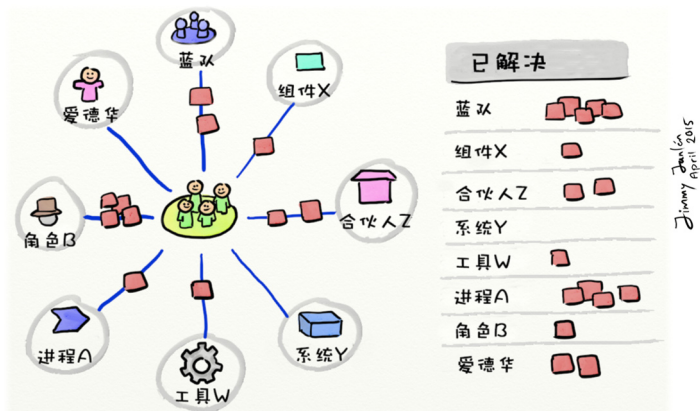 蓝队
组件X
爱德华
合伙人Z
角色B
进程A
工具W
系统Y
已解决
蓝队
组件X
合伙人Z
系统Y
工具W
进程A
角色B
爱德华
Jimmy Janlén
April 2015